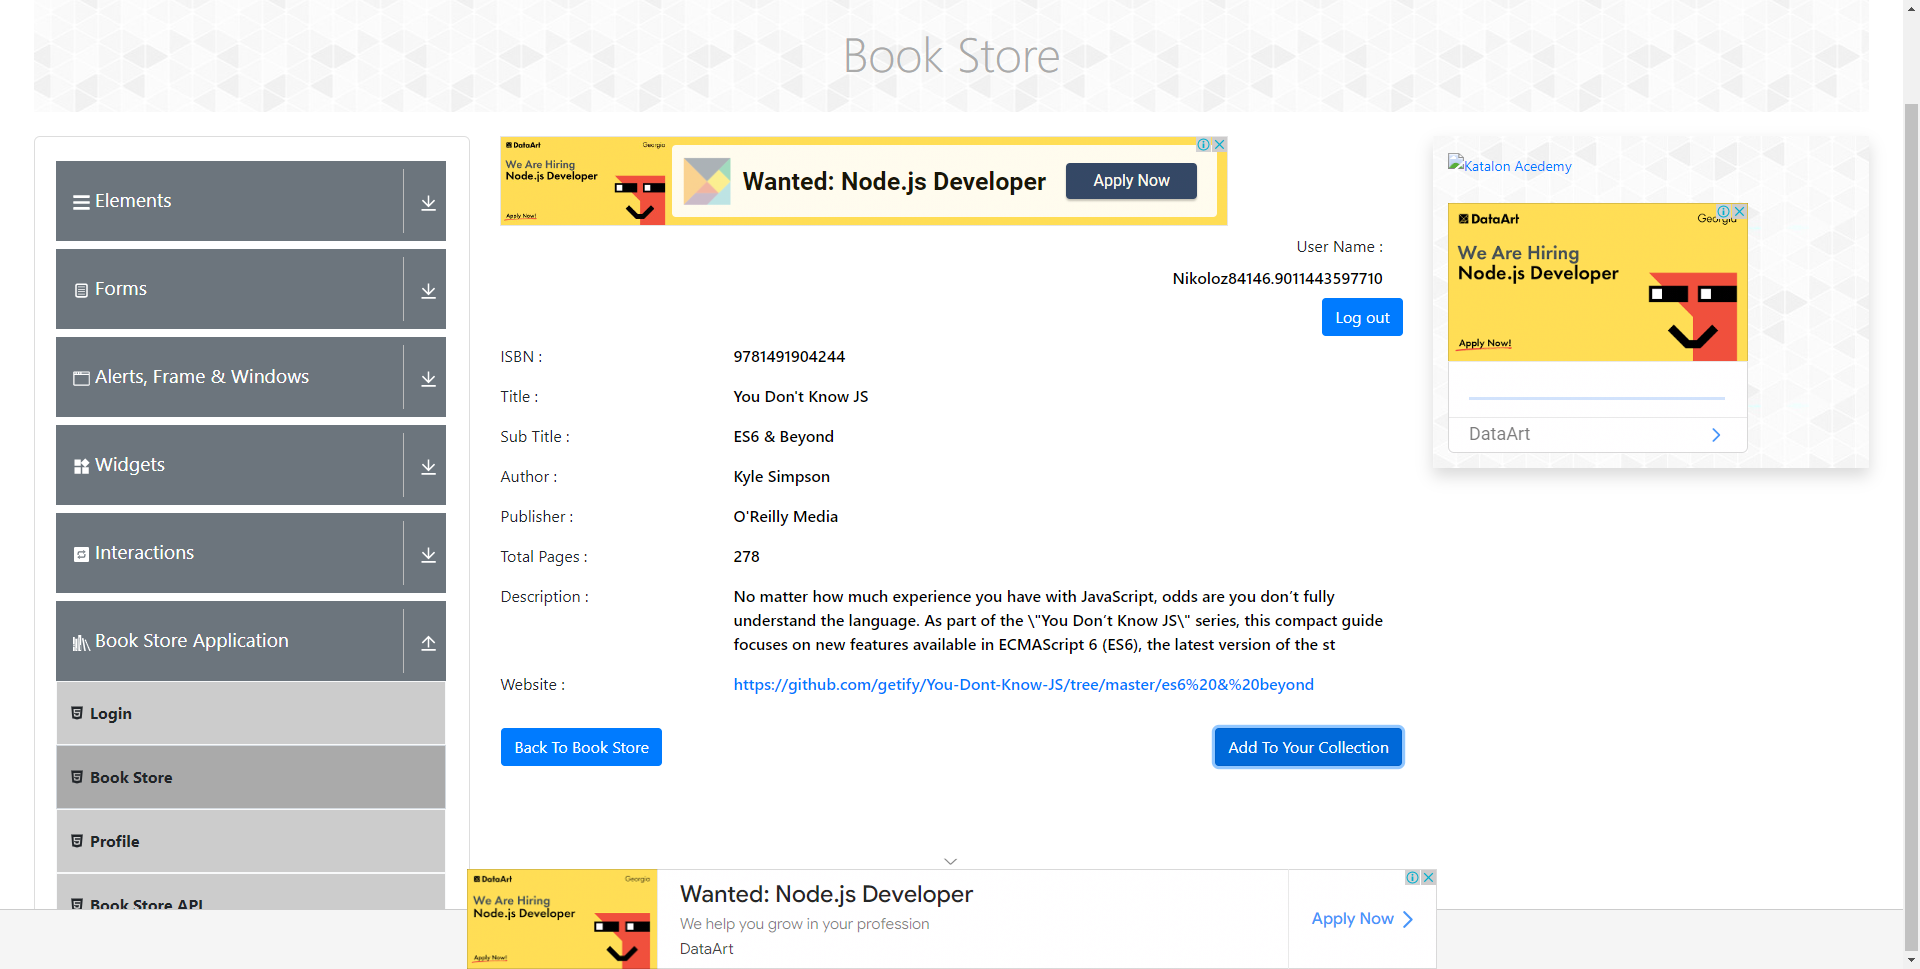 Book Store
Elements
Forms
Alerts, Frame & Windows
Widgets
Interactions
Book Store Application
Login
Book Store
Profile
Book Store API
DataArt
Georgia
We Are Hiring
Node.js Developer
Apply Now!
Wanted: Node.js Developer
Apply Now
User Name :
Nikoloz84146.9011443597710
Log out
ISBN :
9781491904244
Title :
You Don't Know JS
Sub Title :
ES6 & Beyond
Author :
Kyle Simpson
Publisher :
O'Reilly Media
Total Pages :
278
Description :
No matter how much experience you have with JavaScript, odds are you don’t fully
understand the language. As part of the \"You Don’t Know JS\" series, this compact guide
focuses on new features available in ECMAScript 6 (ES6), the latest version of the st
Website :
https://github.com/getify/You-Dont-Know-JS/tree/master/es6%20&%20beyond
Back To Book Store
Add To Your Collection
Katalon Acedemy
DataArt
Georgia
We Are Hiring
Node.js Developer
Apply Now!
DataArt
DataArt
Georgia
We Are Hiring
Node.js Developer
Apply Now!
Wanted: Node.js Developer
We help you grow in your profession
DataArt
Apply Now